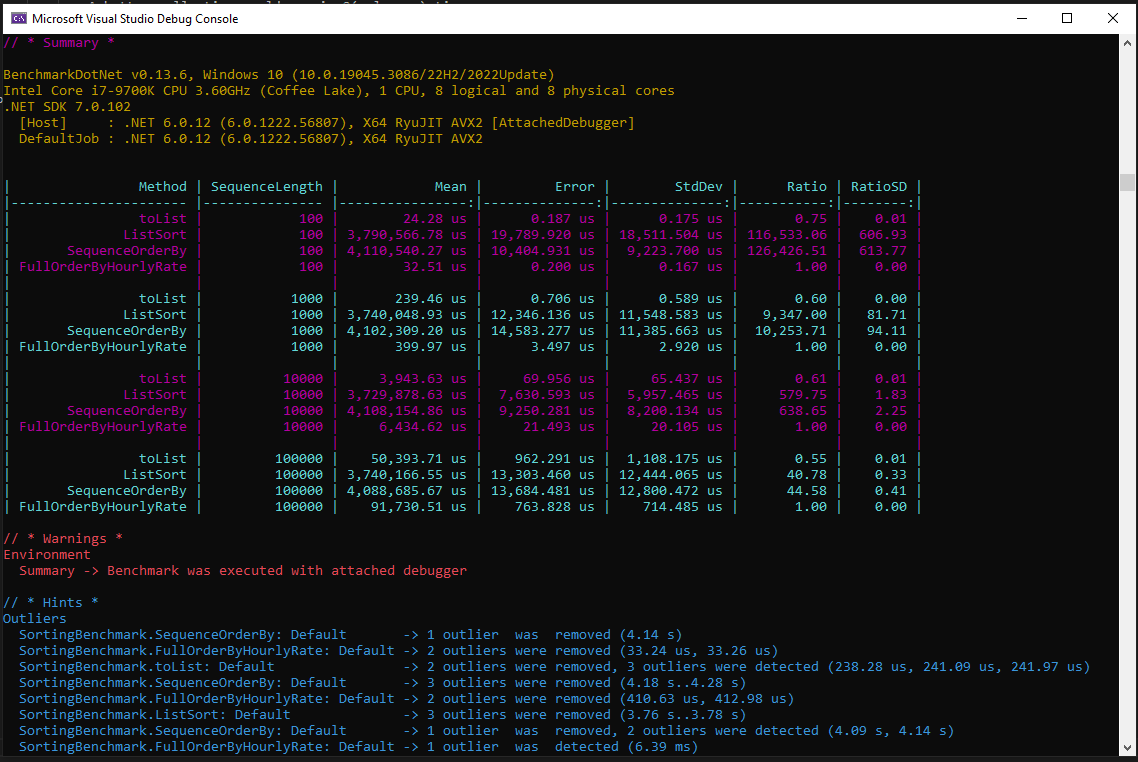 Microsoft Visual Studio Debug Console
// * Summary *
BenchmarkDotNet v0.13.6, Windows 10 (10.0.19045.3086/22H2/2022Update)
Intel Core i7-9700K CPU 3.60GHz (Coffee Lake), 1 CPU, 8 logical and 8 physical cores
.NET SDK 7.0.102
  [Host]     : .NET 6.0.12 (6.0.1222.56807), X64 RyuJIT AVX2 [AttachedDebugger]
  DefaultJob : .NET 6.0.12 (6.0.1222.56807), X64 RyuJIT AVX2
|                Method | SequenceLength |            Mean |         Error |        StdDev |      Ratio | RatioSD |
|---------------------- |--------------- |----------------:|--------------:|--------------:|-----------:|--------:|
|                toList |            100 |        24.28 us |      0.187 us |      0.175 us |       0.75 |    0.01 |
|              ListSort |            100 | 3,790,566.78 us | 19,789.920 us | 18,511.504 us | 116,533.06 |  606.93 |
|       SequenceOrderBy |            100 | 4,110,540.27 us | 10,404.931 us |  9,223.700 us | 126,426.51 |  613.77 |
| FullOrderByHourlyRate |            100 |        32.51 us |      0.200 us |      0.167 us |       1.00 |    0.00 |
|                       |                |                 |               |               |            |         |
|                toList |           1000 |       239.46 us |      0.706 us |      0.589 us |       0.60 |    0.00 |
|              ListSort |           1000 | 3,740,048.93 us | 12,346.136 us | 11,548.583 us |   9,347.00 |   81.71 |
|       SequenceOrderBy |           1000 | 4,102,309.20 us | 14,583.277 us | 11,385.663 us |  10,253.71 |   94.11 |
| FullOrderByHourlyRate |           1000 |       399.97 us |      3.497 us |      2.920 us |       1.00 |    0.00 |
|                       |                |                 |               |               |            |         |
|                toList |          10000 |     3,943.63 us |     69.956 us |     65.437 us |       0.61 |    0.01 |
|              ListSort |          10000 | 3,729,878.63 us |  7,630.593 us |  5,957.465 us |     579.75 |    1.83 |
|       SequenceOrderBy |          10000 | 4,108,154.86 us |  9,250.281 us |  8,200.134 us |     638.65 |    2.25 |
| FullOrderByHourlyRate |          10000 |     6,434.62 us |     21.493 us |     20.105 us |       1.00 |    0.00 |
|                       |                |                 |               |               |            |         |
|                toList |         100000 |    50,393.71 us |    962.291 us |  1,108.175 us |       0.55 |    0.01 |
|              ListSort |         100000 | 3,740,166.55 us | 13,303.460 us | 12,444.065 us |      40.78 |    0.33 |
|       SequenceOrderBy |         100000 | 4,088,685.67 us | 13,684.481 us | 12,800.472 us |      44.58 |    0.41 |
| FullOrderByHourlyRate |         100000 |    91,730.51 us |    763.828 us |    714.485 us |       1.00 |    0.00 |
// * Warnings *
Environment
  Summary -> Benchmark was executed with attached debugger
// * Hints *
Outliers
  SortingBenchmark.SequenceOrderBy: Default       -> 1 outlier  was  removed (4.14 s)
  SortingBenchmark.FullOrderByHourlyRate: Default -> 2 outliers were removed (33.24 us, 33.26 us)
  SortingBenchmark.toList: Default                -> 2 outliers were removed, 3 outliers were detected (238.28 us, 241.09 us, 241.97 us)
  SortingBenchmark.SequenceOrderBy: Default       -> 3 outliers were removed (4.18 s..4.28 s)
  SortingBenchmark.FullOrderByHourlyRate: Default -> 2 outliers were removed (410.63 us, 412.98 us)
  SortingBenchmark.ListSort: Default              -> 3 outliers were removed (3.76 s..3.78 s)
  SortingBenchmark.SequenceOrderBy: Default       -> 1 outlier  was  removed, 2 outliers were detected (4.09 s, 4.14 s)
  SortingBenchmark.FullOrderByHourlyRate: Default -> 1 outlier  was  detected (6.39 ms)